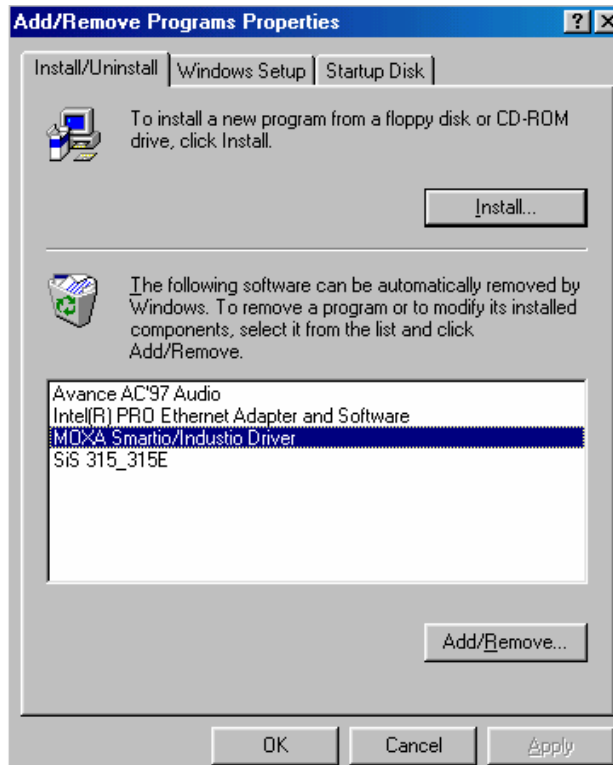 Add/Remove Programs Properties
Install/Uninstall
Windows Setup
Startup Disk
To install a new program from a floppy disk or CD-ROM
drive, click Install.
Install...
The following software can be automatically removed by
Windows. To remove a program or to modify its installed
components, select it from the list and click
Add/Remove.
Avance AC'97 Audio
Intel(R) PRO Ethernet Adapter and Software
MOXA Smartio/Industio Driver
SiS 315_315E
Add/Remove...
OK
Cancel
Apply